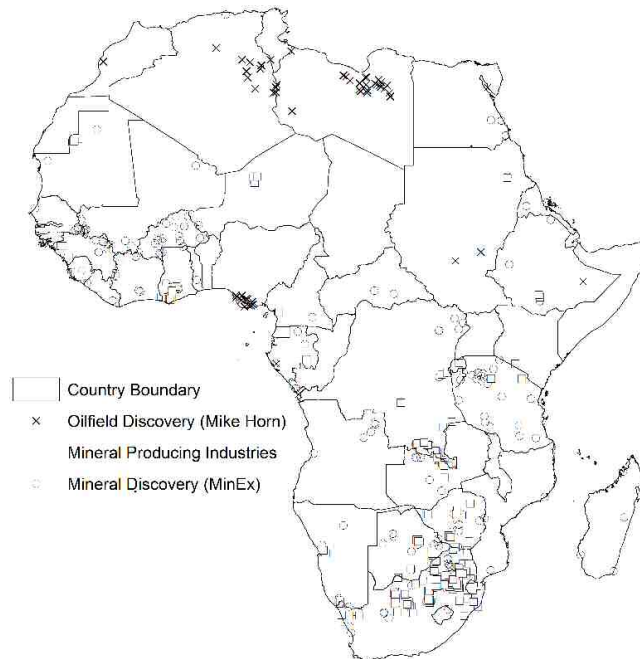 Country Boundary
Oilfield Discovery (Mike Horn)
Mineral Producing Industries
Mineral Discovery (MinEx)